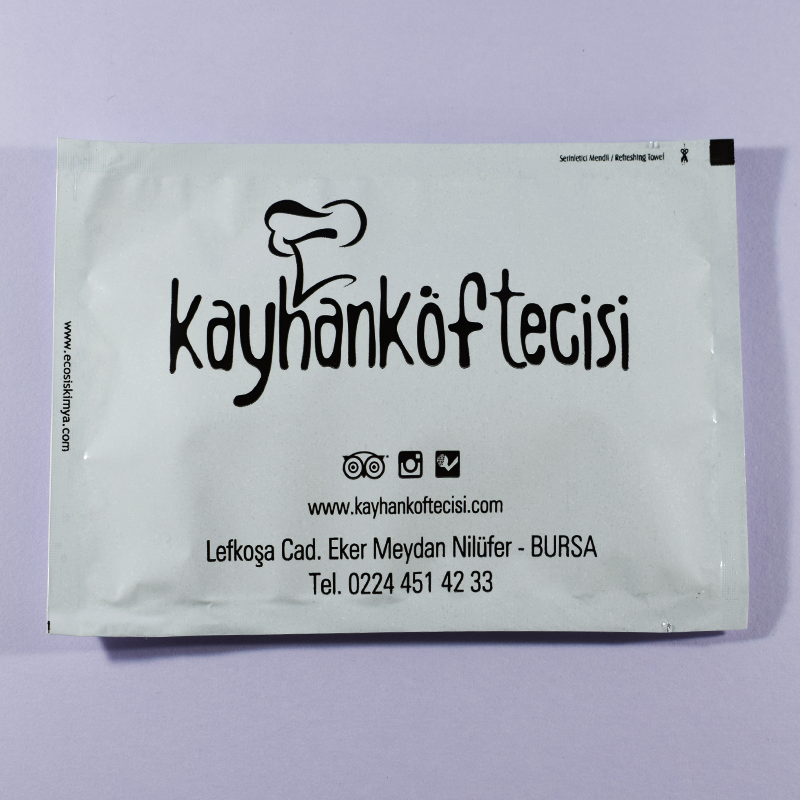 Serinletici Mendil / Refreshing Towel
kayhanköftecisi
www.kayhankoftecisi.com
Lefkoşa Cad. Eker Meydan Nilüfer - BURSA
Tel. 0224 451 42 33
www.ecosiskimya.com